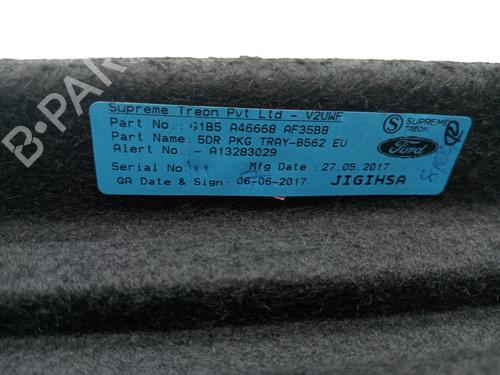 Supreme Treon Pvt Ltd - V2UWF
Part No.: G1B5 A46668 AF35B8
Part Name: 5DR PKG TRAY-B562 EU
Alert No.: - A13283029
Serial No.:
Mfg Date: 27.05.2017
QA Date & Sign: 06-06-2017
JIGIHSA
S SUPREME
TREON
Ford
B-PARTS